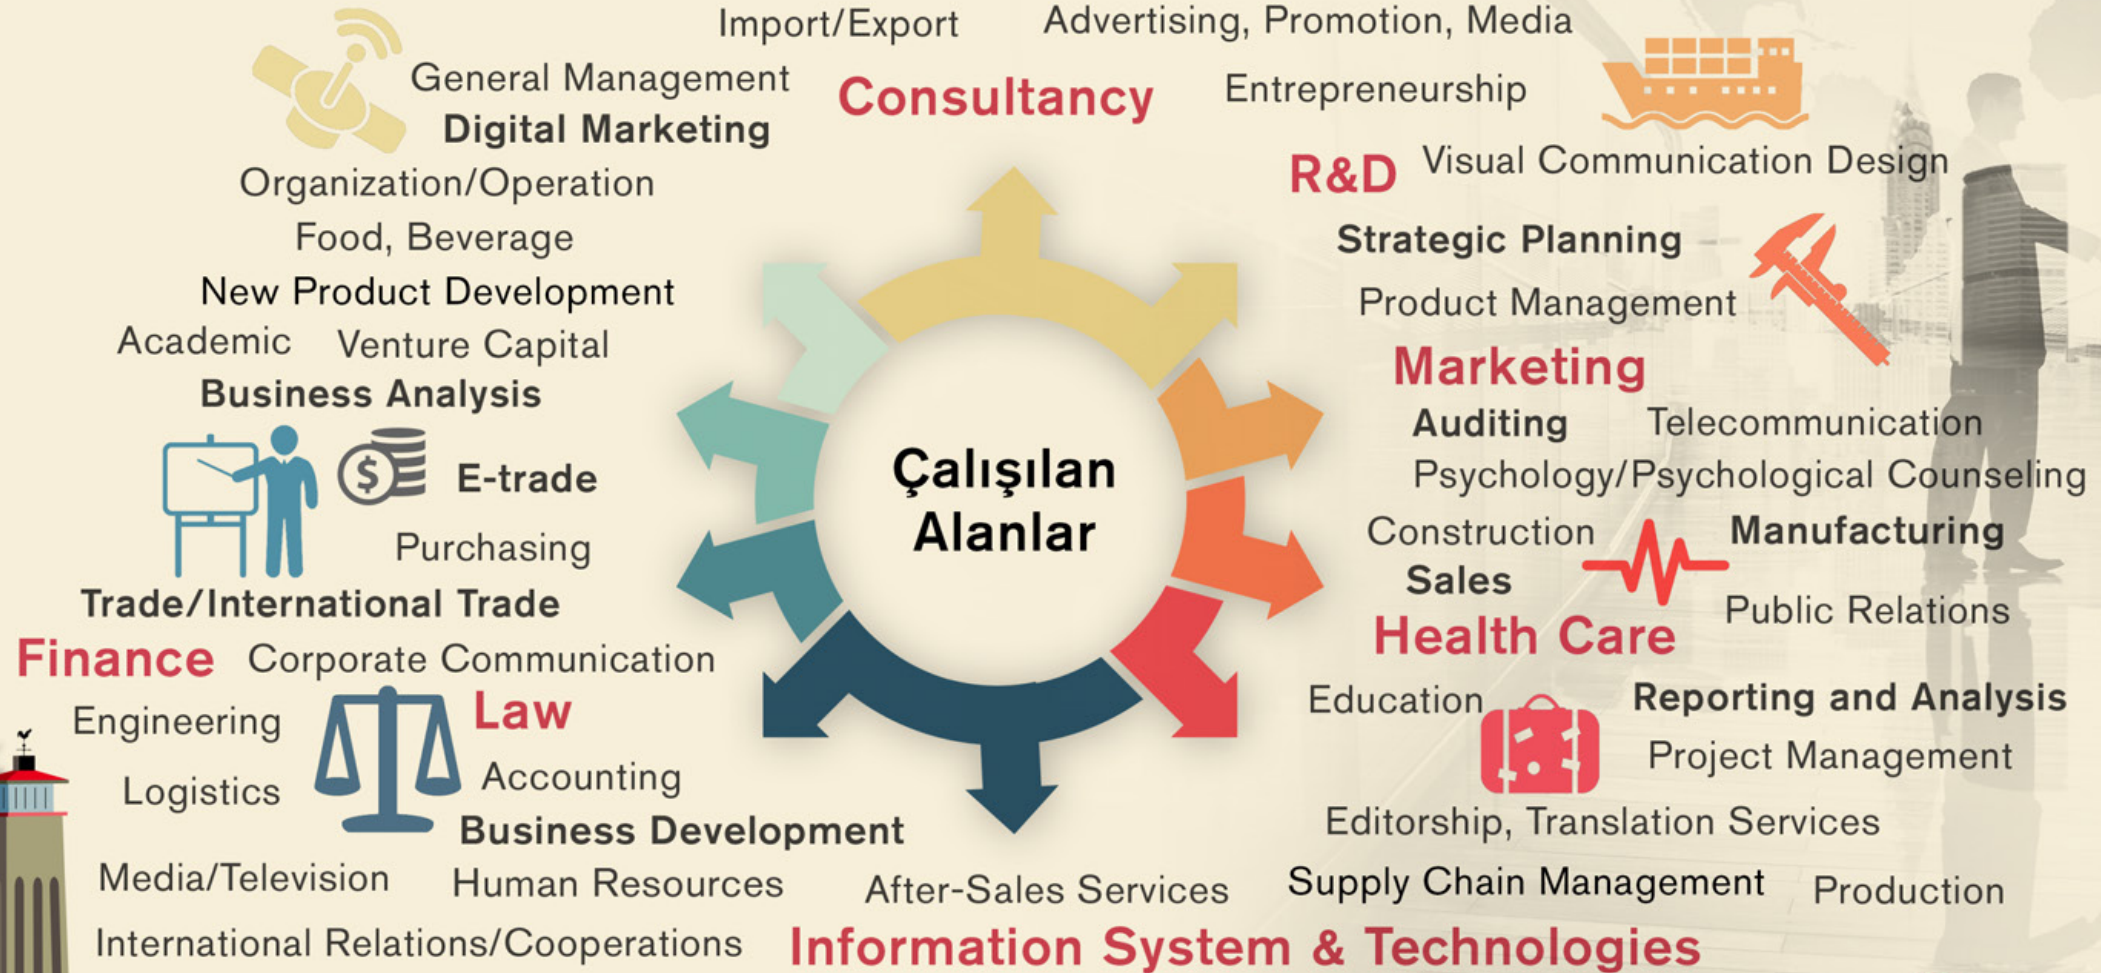 Import/Export
Advertising, Promotion, Media
General Management
Consultancy
Entrepreneurship
Digital Marketing
R&D
Visual Communication Design
Organization/Operation
Food, Beverage
Strategic Planning
New Product Development
Product Management
Academic
Venture Capital
Marketing
Business Analysis
Auditing
Telecommunication
Çalışılan
Alanlar
$
E-trade
Psychology/Psychological Counseling
Purchasing
Construction
Manufacturing
Sales
Trade/International Trade
Public Relations
Finance
Corporate Communication
Health Care
Engineering
Law
Education
Reporting and Analysis
Logistics
Accounting
Project Management
Business Development
Editorship, Translation Services
Media/Television
Human Resources
After-Sales Services
Supply Chain Management
Production
International Relations/Cooperations
Information System & Technologies